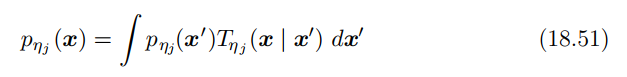 p_{η_j}(𝒙) = ∫ p_{η_j}(𝒙′)T_{η_j}(𝒙 | 𝒙′) d𝒙′ (18.51)